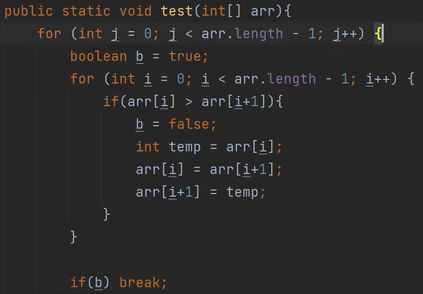 public static void test(int[] arr){
for (int j = 0; j < arr.length - 1; j++) {
boolean b = true;
for (int i = 0; i < arr.length - 1; i++) {
if(arr[i] > arr[i+1]){
b = false;
int temp = arr[i];
arr[i] = arr[i+1];
arr[i+1] = temp;
}
}
if(b) break;